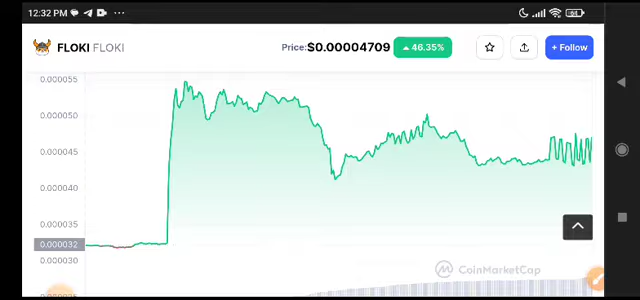 12:32 PM
64
FLOKI FLOKI
Price:$0.00004709
46.35%
+ Follow
0.000055
0.000050
0.000045
0.000040
0.000035
0.000032
0.000030
CoinMarketCap